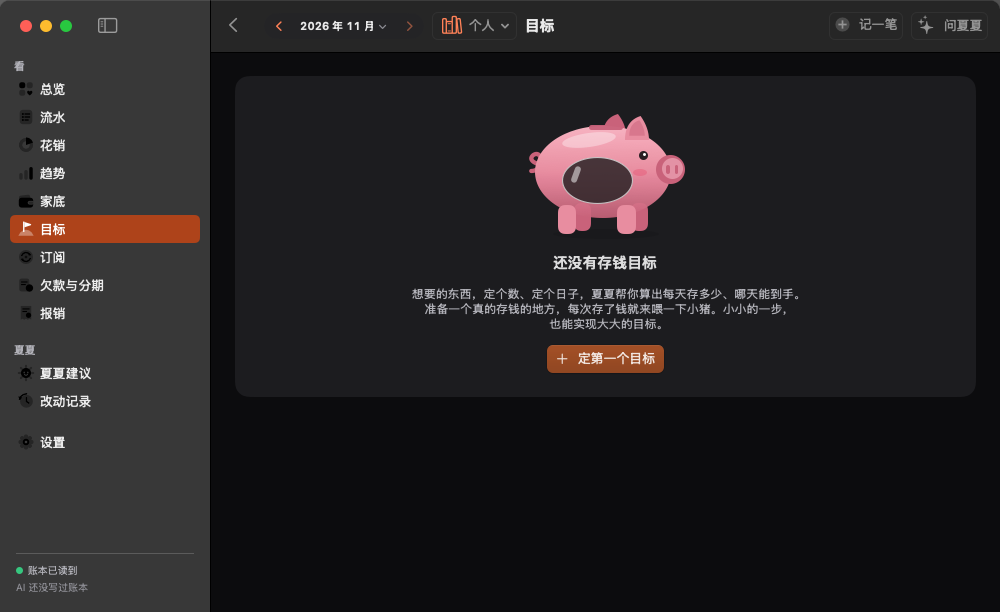 2026 年 11 月
个人
目标
记一笔
问夏夏
看
总览
流水
花销
趋势
家底
目标
订阅
欠款与分期
报销
夏夏
夏夏建议
改动记录
设置
账本已读到
AI 还没写过账本
还没有存钱目标
想要的东西，定个数、定个日子，夏夏帮你算出每天存多少、哪天能到手。
准备一个真的存钱的地方，每次存了钱就来喂一下小猪。小小的一步，
也能实现大大的目标。
定第一个目标